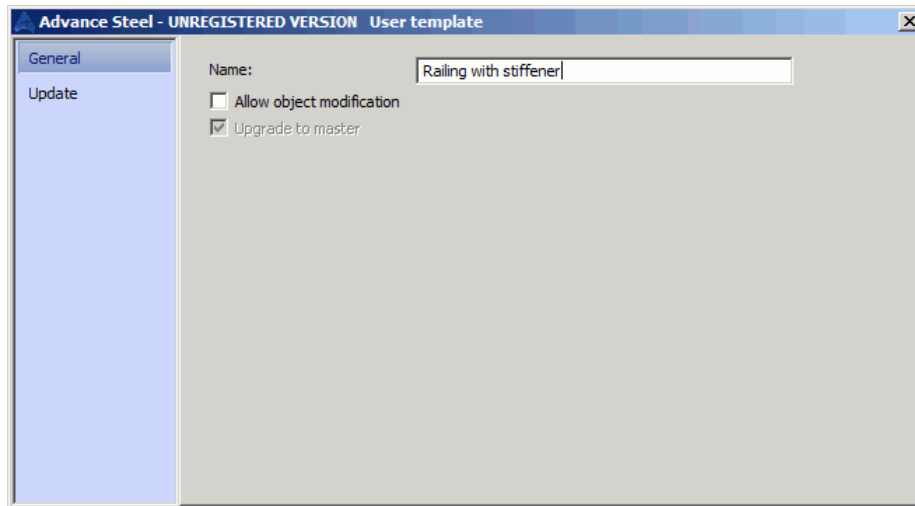 Advance Steel - UNREGISTERED VERSION User template
General
Update
Name: Railing with stiffener
Allow object modification
Upgrade to master